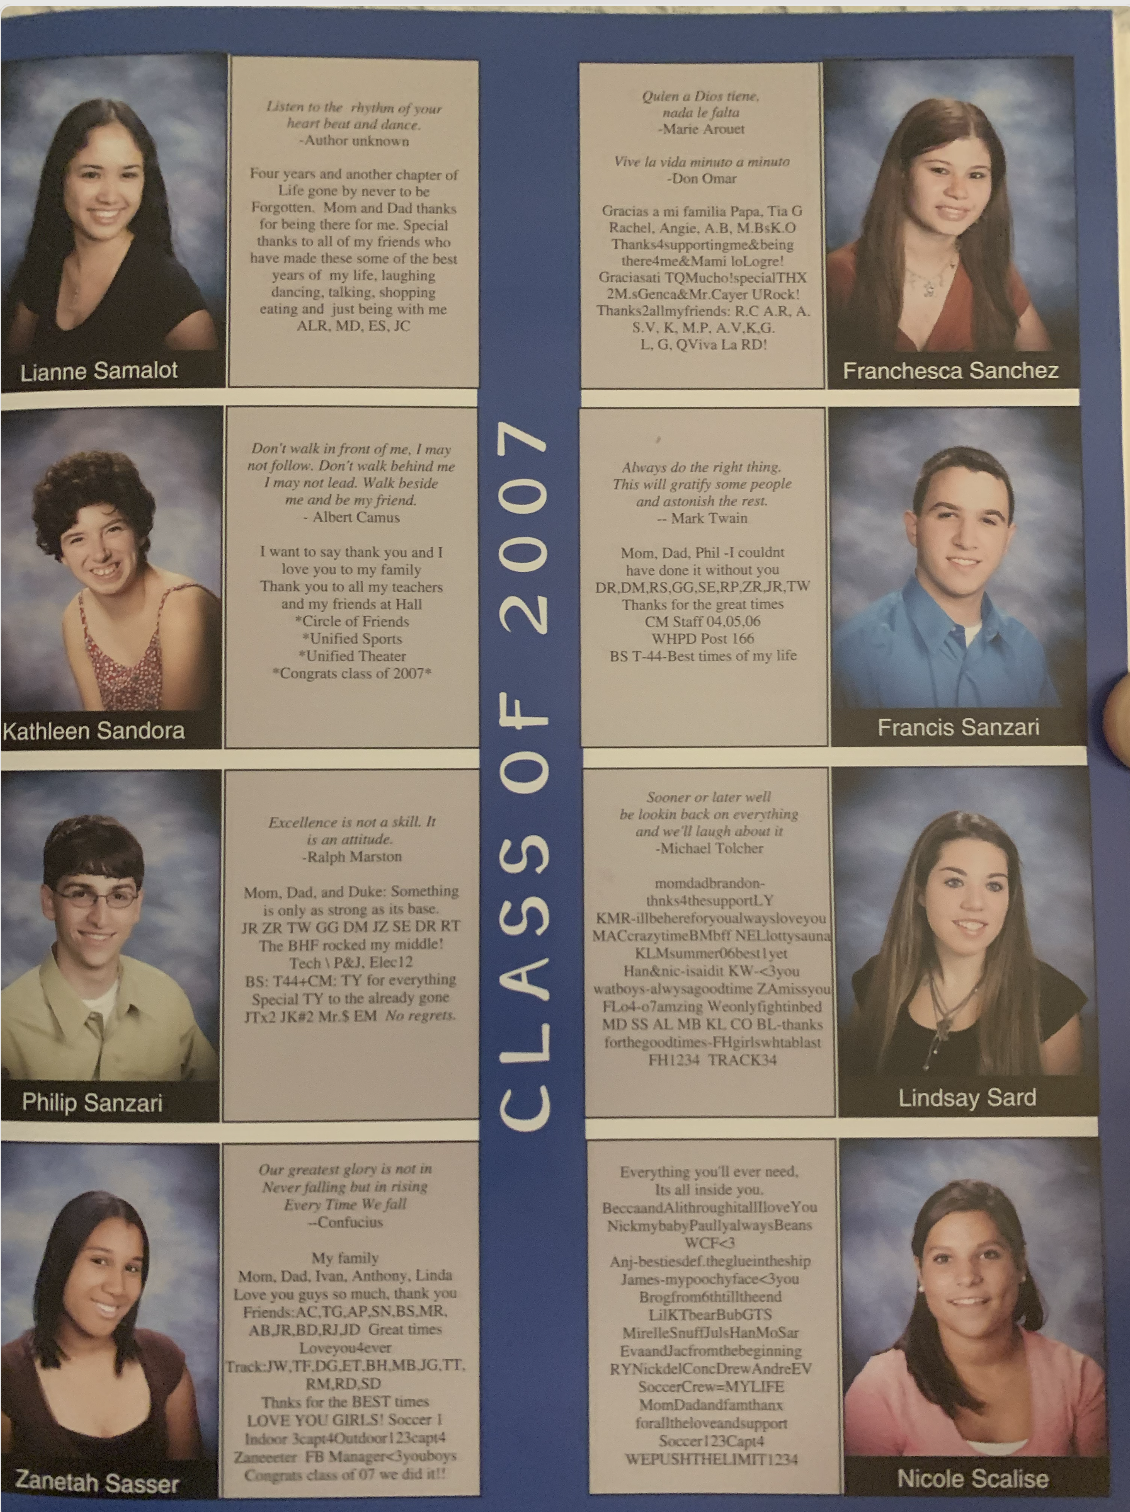 Listen to the rhythm of your
heart beat and dance.
-Author unknown
Four years and another chapter of
Life gone by never to be
Forgotten. Mom and Dad thanks
for being there for me. Special
thanks to all of my friends who
have made these some of the best
years of my life, laughing
dancing, talking, shopping
eating and just being with me
ALR, MD, ES, JC
Lianne Samalot
Quien a Dios tiene,
nada le falta
-Marie Arouet
Vive la vida minuto a minuto
-Don Omar
Gracias a mi familia Papa, Tia G
Rachel, Angie, A.B, M.BsK.O
Thanks4supportingme&being
there4me&Mami loLogre!
Graciasati TQMucho!specialTHX
2M.sGenca&Mr.Cayer URock!
Thanks2allmyfriends: R.C A.R, A.
S.V, K, M.P, A.V,K,G.
L, G, QViva La RD!
Franchesca Sanchez
Don't walk in front of me, I may
not follow. Don't walk behind me
I may not lead. Walk beside
me and be my friend.
- Albert Camus
I want to say thank you and I
love you to my family
Thank you to all my teachers
and my friends at Hall
*Circle of Friends
*Unified Sports
*Unified Theater
*Congrats class of 2007*
Kathleen Sandora
Always do the right thing.
This will gratify some people
and astonish the rest.
-- Mark Twain
Mom, Dad, Phil -I couldnt
have done it without you
DR,DM,RS,GG,SE,RP,ZR,JR,TW
Thanks for the great times
CM Staff 04,05,06
WHPD Post 166
BS T-44-Best times of my life
Francis Sanzari
CLASS OF 2007
Excellence is not a skill. It
is an attitude.
-Ralph Marston
Mom, Dad, and Duke: Something
is only as strong as its base.
JR ZR TW GG DM JZ SE DR RT
The BHF rocked my middle!
Tech \ P&J, Elec12
BS: T44+CM: TY for everything
Special TY to the already gone
JTx2 JK#2 Mr.$ EM No regrets.
Philip Sanzari
Sooner or later well
be lookin back on everything
and we'll laugh about it
-Michael Tolcher
momdadbrandon-
thnks4thesupportLY
KMR-illbehereforyoualwaysloveyou
MACcrazytimeBMbff NELlottysauna
KLMsummer06best1yet
Han&nic-isaidit KW-<3you
watboys-alwysagoodtime ZAmissyou
FLo4-o7amzing Weonlyfightinbed
MD SS AL MB KL CO BL-thanks
forthegoodtimes-FHgirlswhtablast
FH1234 TRACK34
Lindsay Sard
Our greatest glory is not in
Never falling but in rising
Every Time We fall
--Confucius
My family
Mom, Dad, Ivan, Anthony, Linda
Love you guys so much, thank you
Friends:AC,TG,AP,SN,BS,MR,
AB,JR,BD,RJ,JD Great times
Loveyou4ever
Track:JW,TF,DG,ET,BH,MB,JG,TT,
RM,RD,SD
Thnks for the BEST times
LOVE YOU GIRLS! Soccer 1
Indoor 3capt4Outdoor123capt4
Zaneeeter FB Manager<3youboys
Congrats class of 07 we did it!!
Zanetah Sasser
Everything you'll ever need,
Its all inside you.
BeccaandAlithroughitallIloveYou
NickmybabyPaullyalwaysBeans
WCF<3
Anj-bestiesdef.theglueintheship
James-mypoochyface<3you
Brogfrom6thtilltheend
LilKTbearBubGTS
MirelleSnuffJulsHanMoSar
EvaandJacfromthebeginning
RYNickdelConcDrewAndreEV
SoccerCrew=MYLIFE
MomDadandfamthanx
foralltheloveandsupport
Soccer123Capt4
WEPUSHTHELIMIT1234
Nicole Scalise